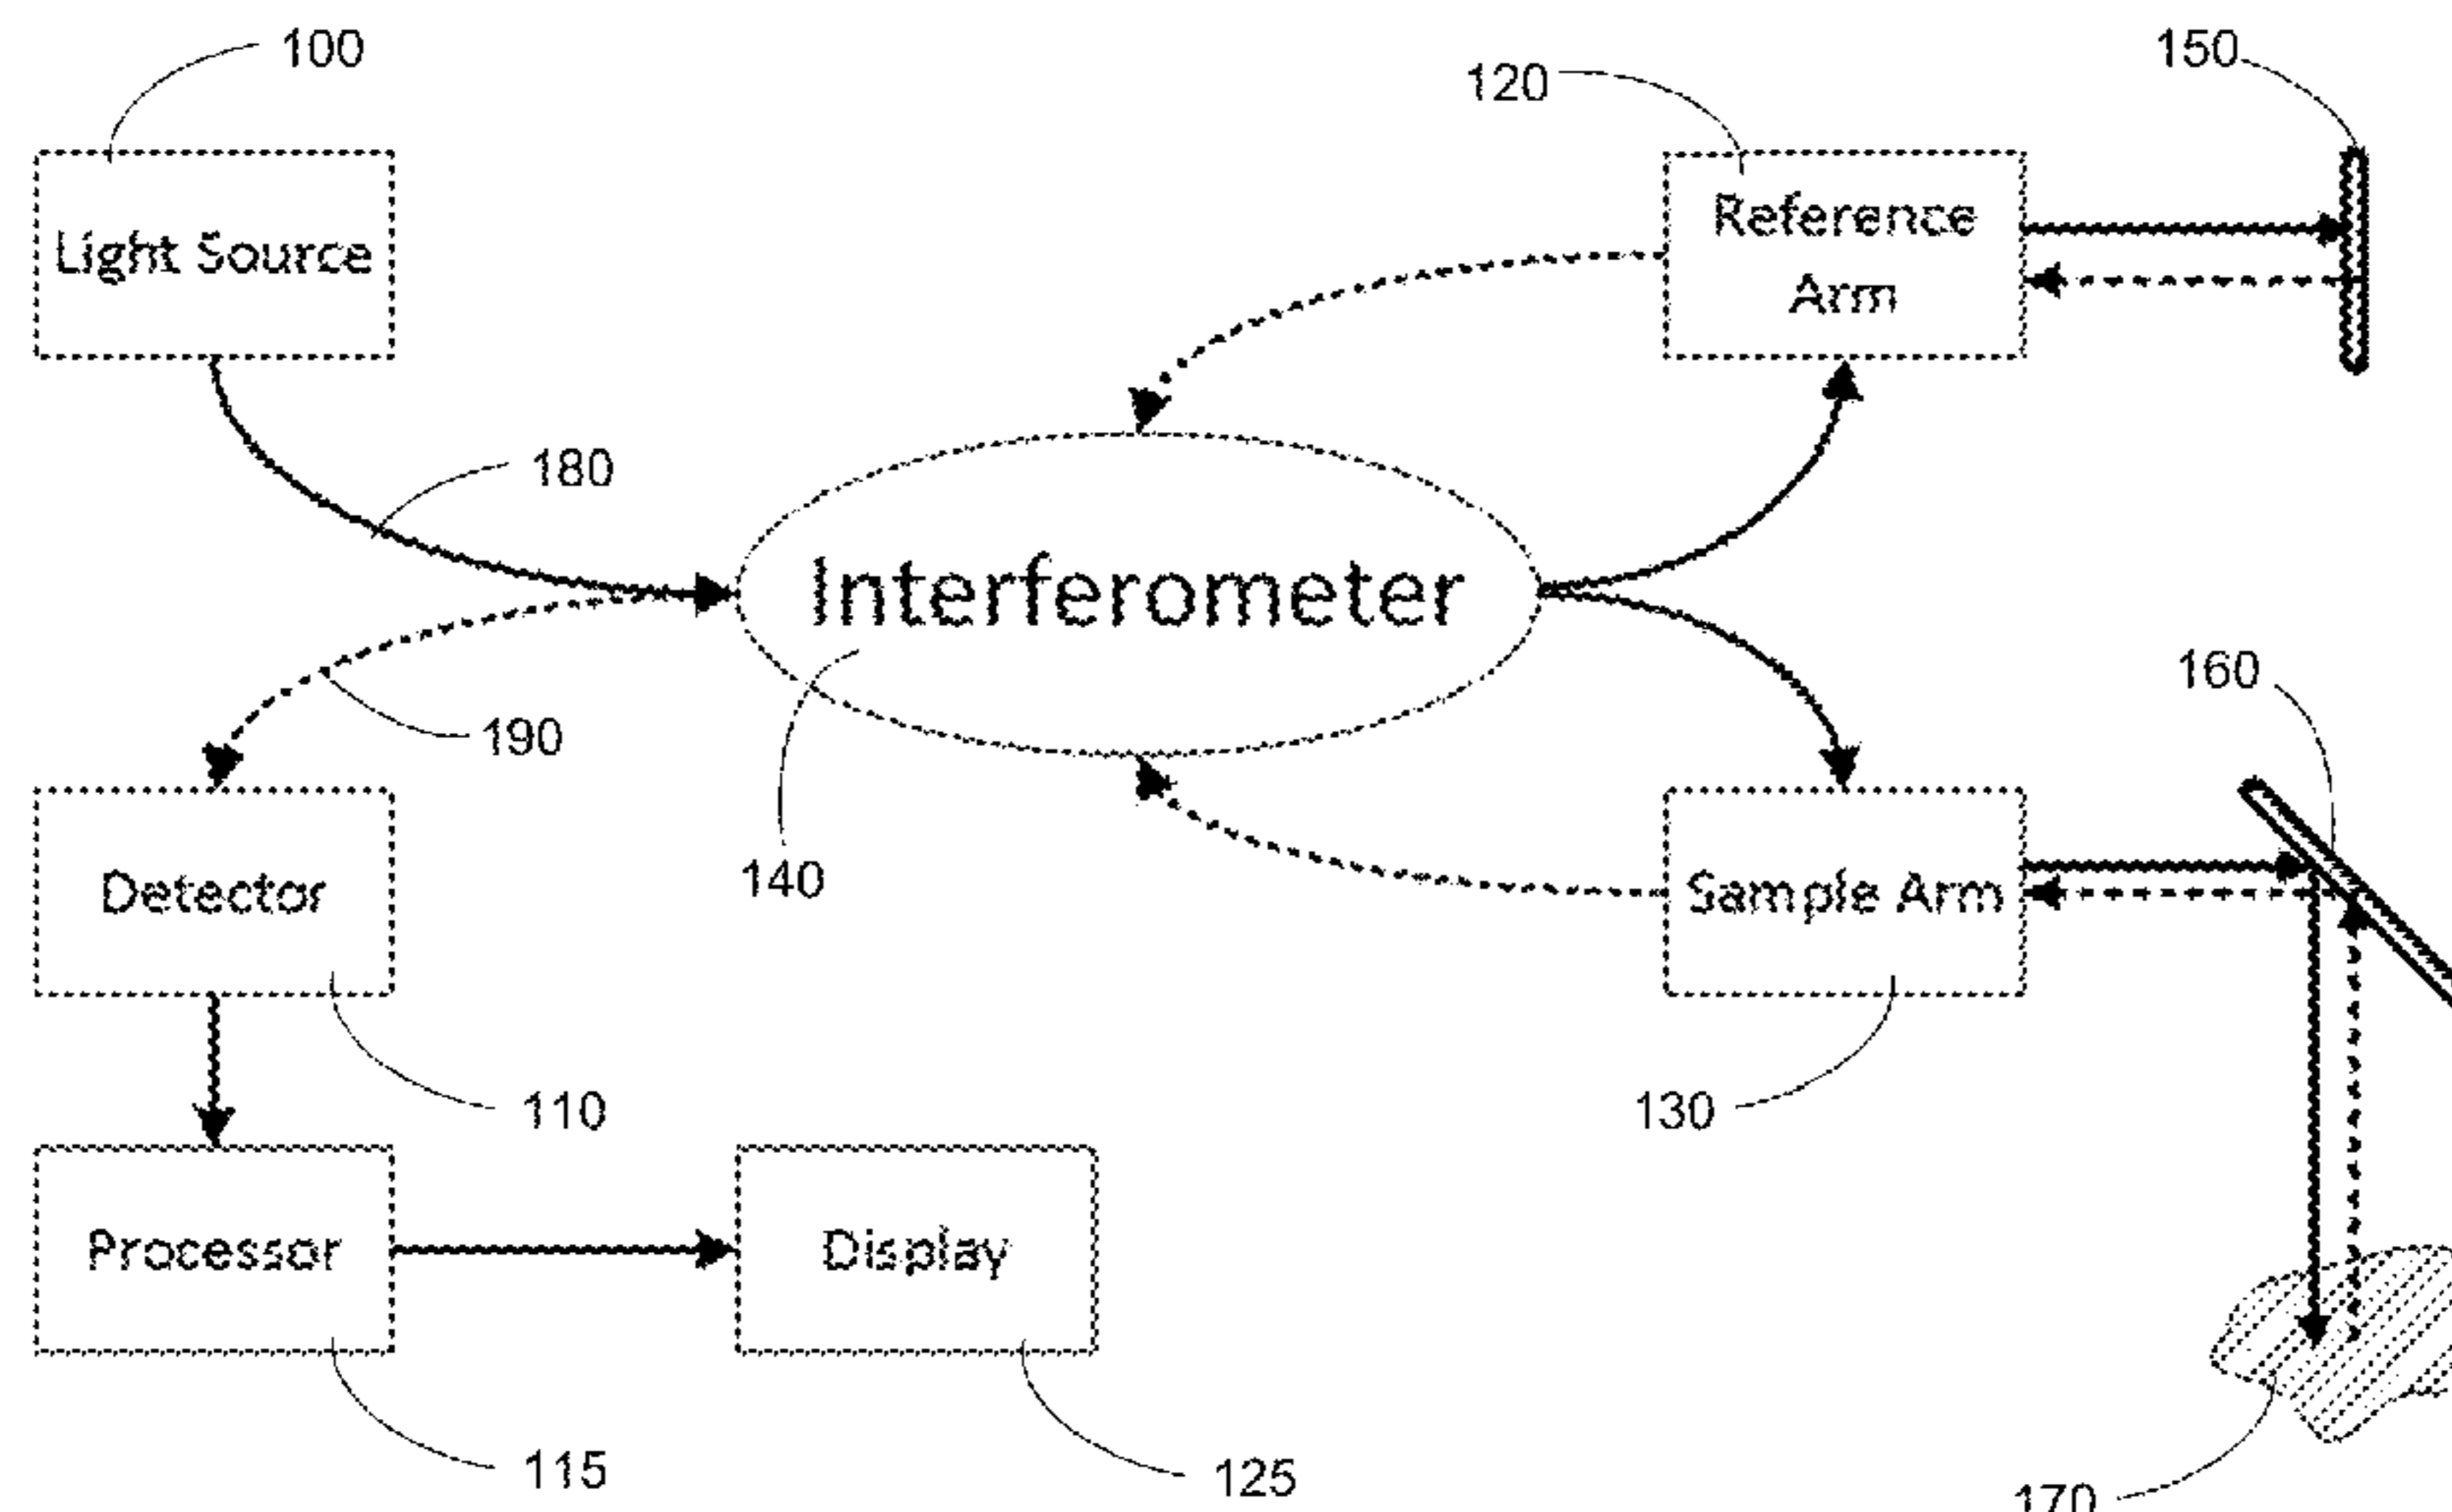 100
120
150
Light Source
Reference
Arm
180
Interferometer
160
190
140
Detector
Sample Arm
110
130
Processor
Display
115
125
170